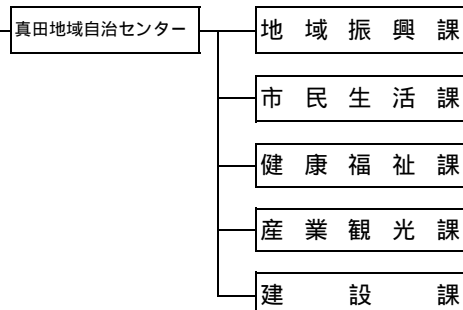 真田地域自治センター
地域振興課
市民生活課
健康福祉課
産業観光課
建設課